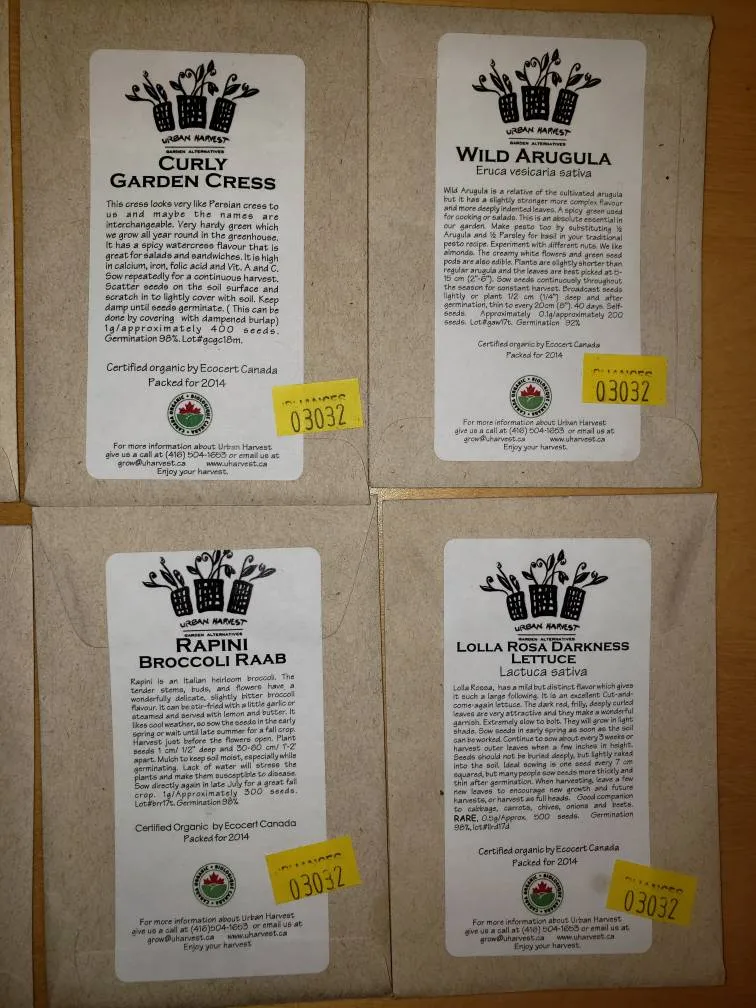 URBAN HARVEST
GARDEN ALTERNATIVES
CURLY
GARDEN CRESS
This cress looks very like Persian cress to
us and maybe the names are
interchangeable. Very hardy green which
we grow all year round in the greenhouse.
It has a spicy watercress flavour that is
great for salads and sandwiches. It is high
in calcium, iron, folic acid and Vit. A and C.
Sow repeatedly for a continuous harvest.
Scatter seeds on the soil surface and
scratch in to lightly cover with soil. Keep
damp until seeds germinate. ( This can be
done by covering with dampened burlap)
1g/approximately 400 seeds.
Germination 98%. Lot#gcgc18m.
Certified organic by Ecocert Canada
Packed for 2014
CANADA ORGANIC • BIOLOGIQUE CANADA
03032
For more information about Urban Harvest
give us a call at (416) 504-1653 or email us at
grow@uharvest.ca www.uharvest.ca
Enjoy your harvest.
URBAN HARVEST
GARDEN ALTERNATIVES
WILD ARUGULA
Eruca vesicaria sativa
Wild Arugula is a relative of the cultivated arugula
but it has a slightly stronger more complex flavour
and more deeply indented leaves. A spicy green used
for cooking or salads. This is an absolute essential in
our garden. Make pesto too by substituting ½
Arugula and ½ Parsley for basil in your traditional
pesto recipe. Experiment with different nuts. We like
almonds. The creamy white flowers and green seed
pods are also edible. Plants are slightly shorter than
regular arugula and the leaves are best picked at 5-
15 cm (2"-6"). Sow seeds continuously throughout
the season for constant harvest. Broadcast seeds
lightly or plant 1/2 cm (1/4") deep and after
germination, thin to every 20cm (8"). 40 days. Self-
seeds. Approximately 0.1g/approximately 200
seeds. Lot#gaw17t. Germination 92%
Certified organic by Ecocert Canada
Packed for 2014
CANADA ORGANIC • BIOLOGIQUE CANADA
03032
For more information about Urban Harvest
give us a call at (416) 504-1653 or email us at
grow@uharvest.ca www.uharvest.ca
Enjoy your harvest.
URBAN HARVEST
GARDEN ALTERNATIVES
RAPINI
BROCCOLI RAAB
Rapini is an Italian heirloom broccoli. The
tender stems, buds, and flowers have a
wonderfully delicate, slightly bitter broccoli
flavour. It can be stir-fried with a little garlic or
steamed and served with lemon and butter. It
likes cool weather, so sow the seeds in the early
spring or wait until late summer for a fall crop.
Harvest just before the flowers open. Plant
seeds 1 cm/ 1/2" deep and 30-60 cm/ 1'-2'
apart. Mulch to keep soil moist, especially while
germinating. Lack of water will stress the
plants and make them susceptible to disease.
Sow directly again in late July for a great fall
crop. 1g/Approximately 300 seeds.
Lot#brr17t. Germination 98%
Certified Organic by Ecocert Canada
Packed for 2014
CANADA ORGANIC • BIOLOGIQUE CANADA
03032
For more information about Urban Harvest
give us a call at (416) 504-1653 or email us at
grow@uharvest.ca www.uharvest.ca
Enjoy your harvest
URBAN HARVEST
GARDEN ALTERNATIVES
LOLLA ROSA DARKNESS
LETTUCE
Lactuca sativa
Lolla Rossa, has a mild but distinct flavor which gives
it such a large following. It is an excellent Cut-and-
come-again lettuce. The dark red, frilly, deeply curled
leaves are very attractive and they make a wonderful
garnish. Extremely slow to bolt. They will grow in light
shade. Sow seeds in early spring as soon as the soil
can be worked. Continue to sow about every 3 weeks or
harvest outer leaves when a few inches in height.
Seeds should not be buried deeply, but lightly raked
into the soil. Ideal sowing is one seed every 7 cm
squared, but many people sow seeds more thickly and
thin after germination. When harvesting, leave a few
new leaves to encourage new growth and future
harvests, or harvest as full heads. Good companion
to cabbage, carrots, chives, onions and beets.
RARE, 0.5g/Approx. 500 seeds. Germination
98%, lot#llrd17d
Certified organic by Ecocert Canada
Packed for 2014
CANADA ORGANIC • BIOLOGIQUE CANADA
03032
For more information about Urban Harvest
give us a call at (416) 504-1653 or email us at
grow@uharvest.ca www.uharvest.ca
Enjoy your harvest.